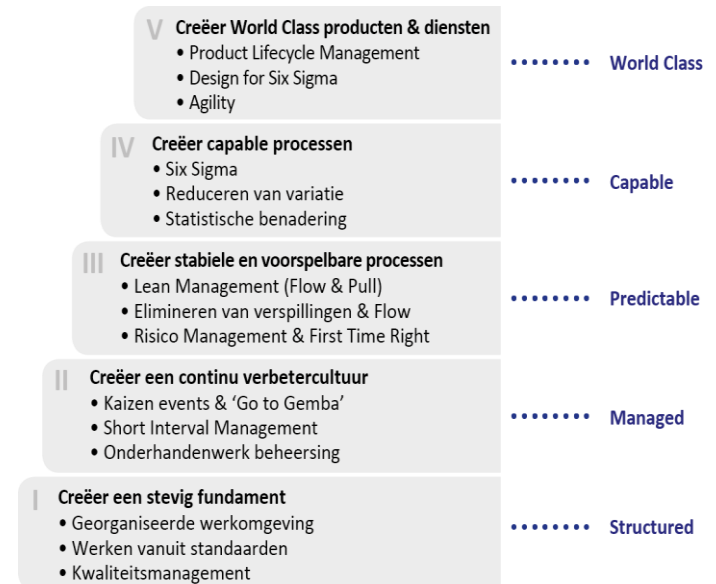 V Creëer World Class producten & diensten
• Product Lifecycle Management
• Design for Six Sigma
• Agility
World Class
IV Creëer capable processen
• Six Sigma
• Reduceren van variatie
• Statistische benadering
Capable
III Creëer stabiele en voorspelbare processen
• Lean Management (Flow & Pull)
• Elimineren van verspillingen & Flow
• Risico Management & First Time Right
Predictable
II Creëer een continu verbetercultuur
• Kaizen events & ‘Go to Gemba’
• Short Interval Management
• Onderhandenwerk beheersing
Managed
I Creëer een stevig fundament
• Georganiseerde werkomgeving
• Werken vanuit standaarden
• Kwaliteitsmanagement
Structured